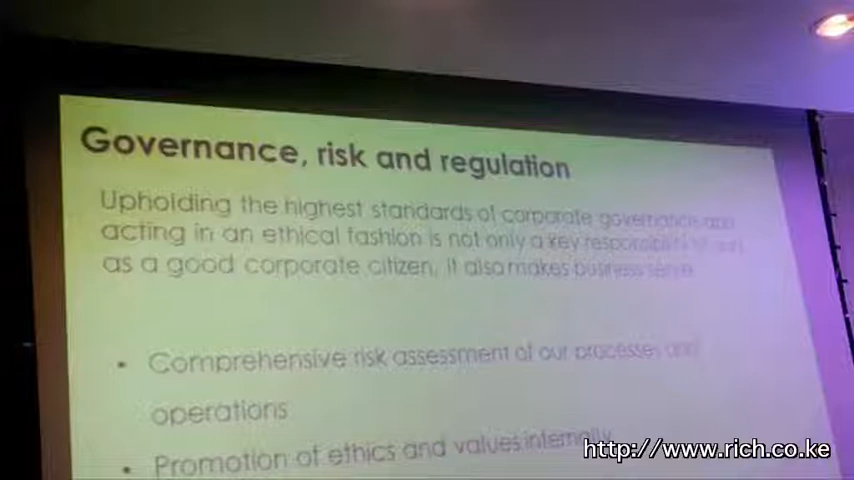 Governance, risk and regulation
Upholding the highest standards of corporate governance and
acting in an ethical fashion is not only a key responsibility
as a good corporate citizen, it also makes business sense
• Comprehensive risk assessment of our processes and
operations
• Promotion of ethics and values internally
http://www.rich.co.ke